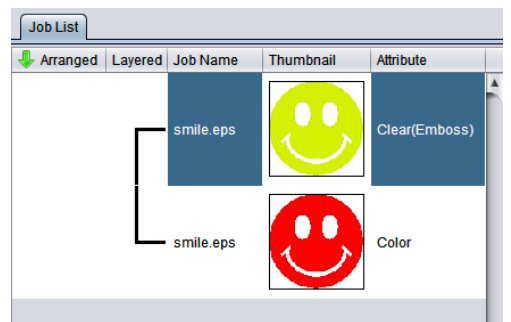 Job List
Arranged Layered Job Name Thumbnail Attribute
smile.eps Clear(Emboss)
smile.eps Color